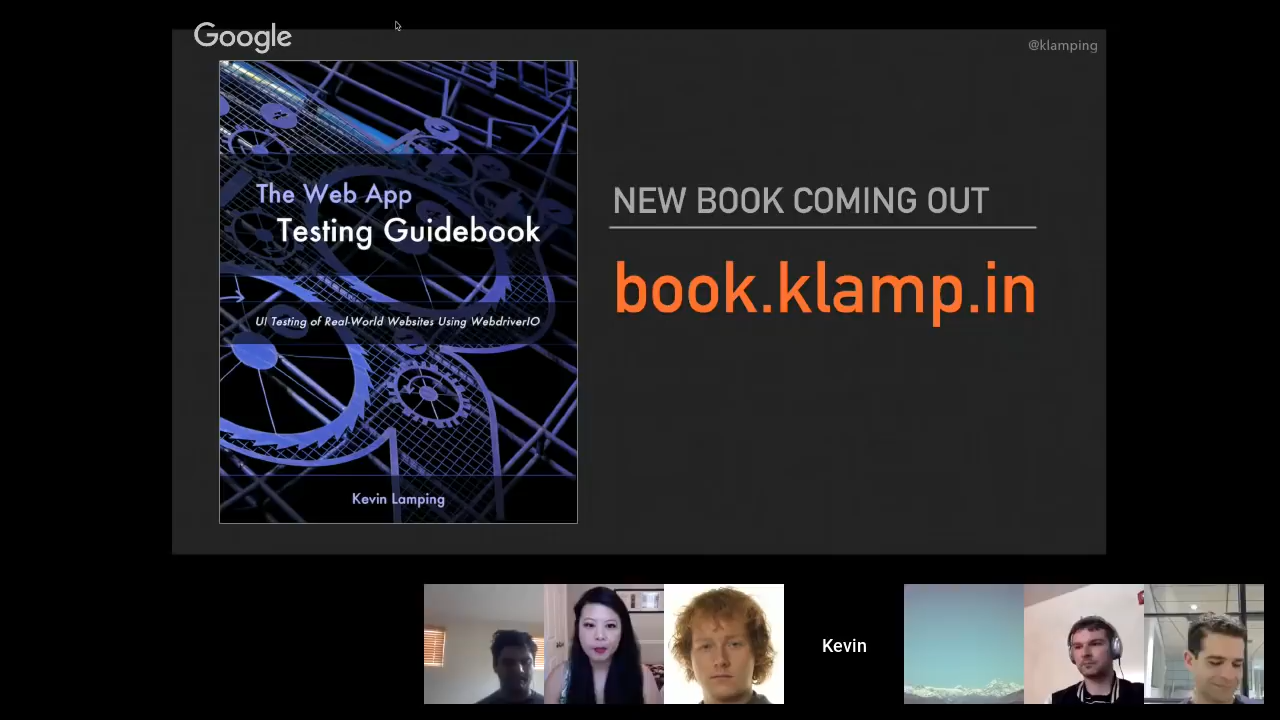 Google
@klamping
The Web App
Testing Guidebook
UI Testing of Real-World Websites Using WebdriverIO
Kevin Lamping
NEW BOOK COMING OUT
book.klamp.in
Kevin